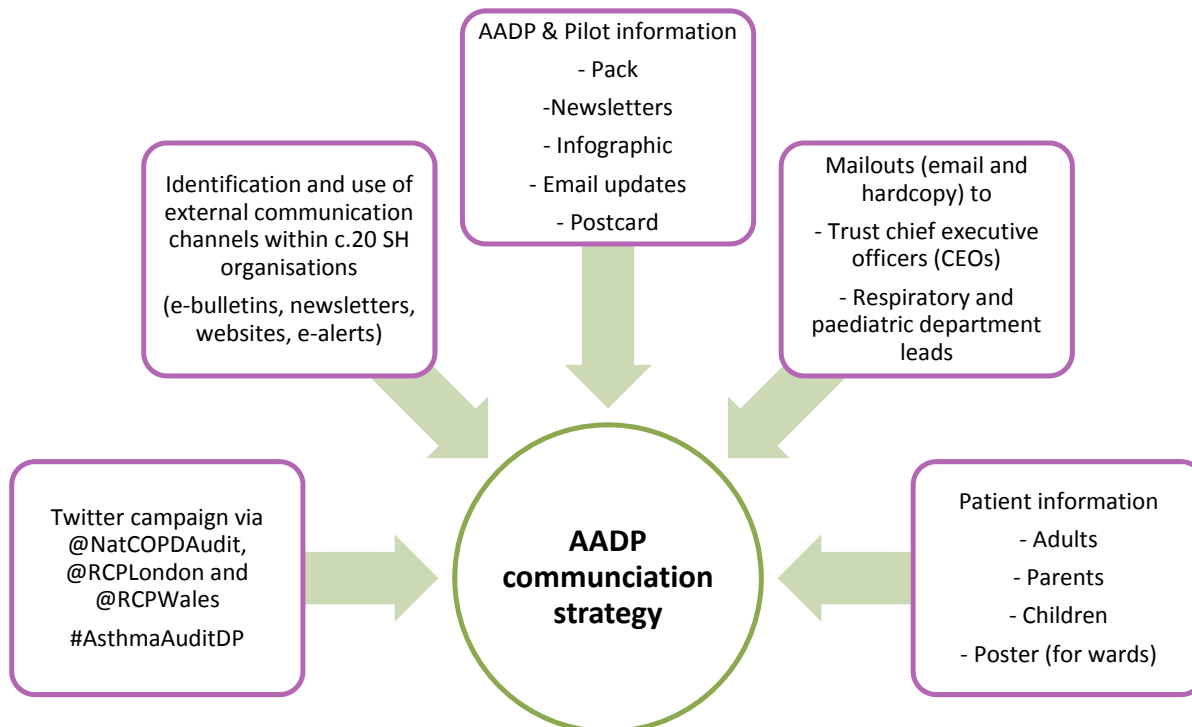 AADP & Pilot information
- Pack
-Newsletters
- Infographic
- Email updates
- Postcard
Identification and use of
external communication
channels within c.20 SH
organisations
(e-bulletins, newsletters,
websites, e-alerts)
Mailouts (email and
hardcopy) to
- Trust chief executive
officers (CEOs)
- Respiratory and
paediatric department
leads
Twitter campaign via
@NatCOPDAudit,
@RCPLondon and
@RCPWales
#AsthmaAuditDP
AADP
communciation
strategy
Patient information
- Adults
- Parents
- Children
- Poster (for wards)